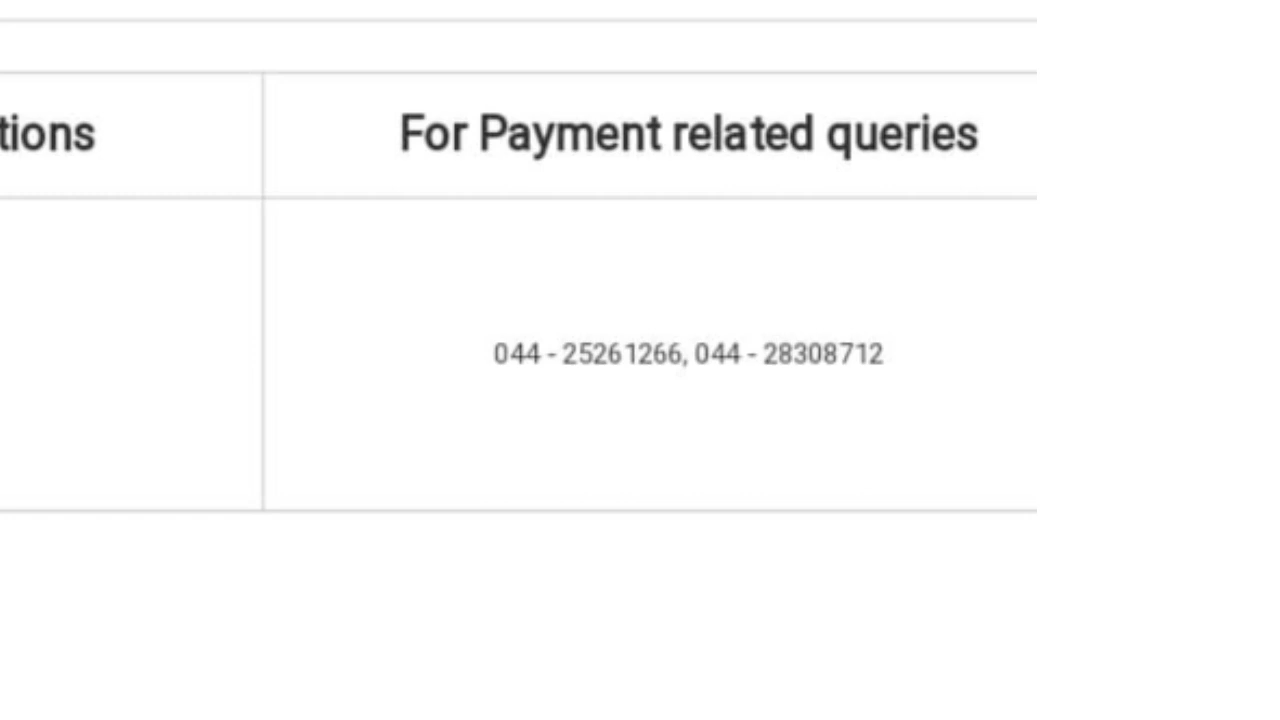 tions
For Payment related queries
044 - 25261266, 044 - 28308712